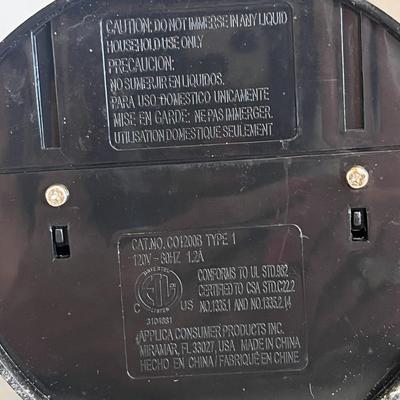 CAUTION: DO NOT IMMERSE IN ANY LIQUID
HOUSEHOLD USE ONLY
PRECAUCION:
NO SUMERJIR EN LIQUIDOS.
PARA USO DOMESTICO UNICAMENTE
MISE EN GARDE: NE PAS IMMERGER.
UTILISATION DOMESTIQUE SEULEMENT
CAT.NO. CO1200B TYPE 1
120V ~ 60HZ 1.2A
CONFORMS TO UL STD.982
CERTIFIED TO CSA STD.C22.2
NO.1335.1 AND NO.1335.2.14
C US
LISTED
3104881
APPLICA CONSUMER PRODUCTS INC.
MIRAMAR, FL 33027, USA MADE IN CHINA
HECHO EN CHINA / FABRIQUÉ EN CHINE